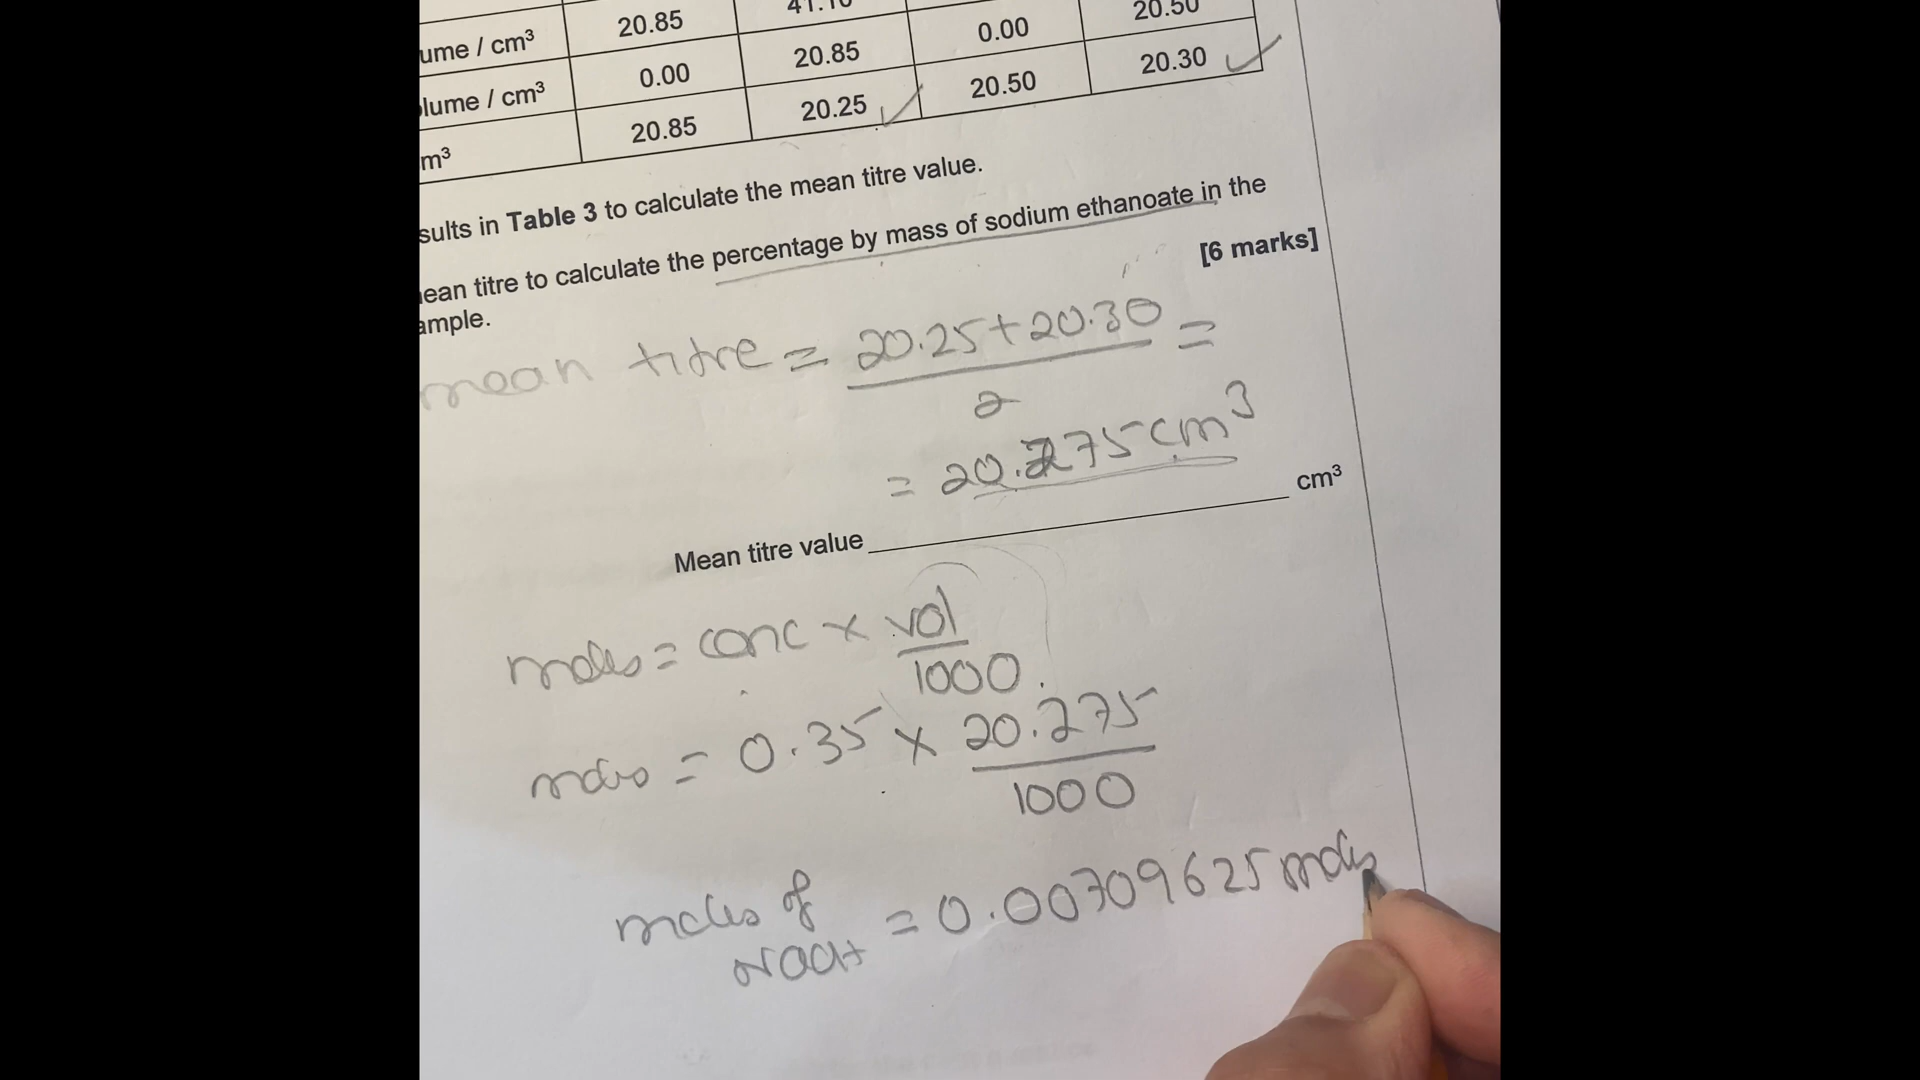 20.85 20.50
ume / cm³ 0.00 20.85 0.00
lume / cm³ 20.85 20.25 20.50 20.30
m³
sults in Table 3 to calculate the mean titre value.
ean titre to calculate the percentage by mass of sodium ethanoate in the
ample.
[6 marks]
mean titre = 20.25+20.30 =
2
= 20.275 cm³
Mean titre value cm³
moles = conc × vol
1000
moles = 0.35 × 20.275
1000
moles of = 0.00709625 moles